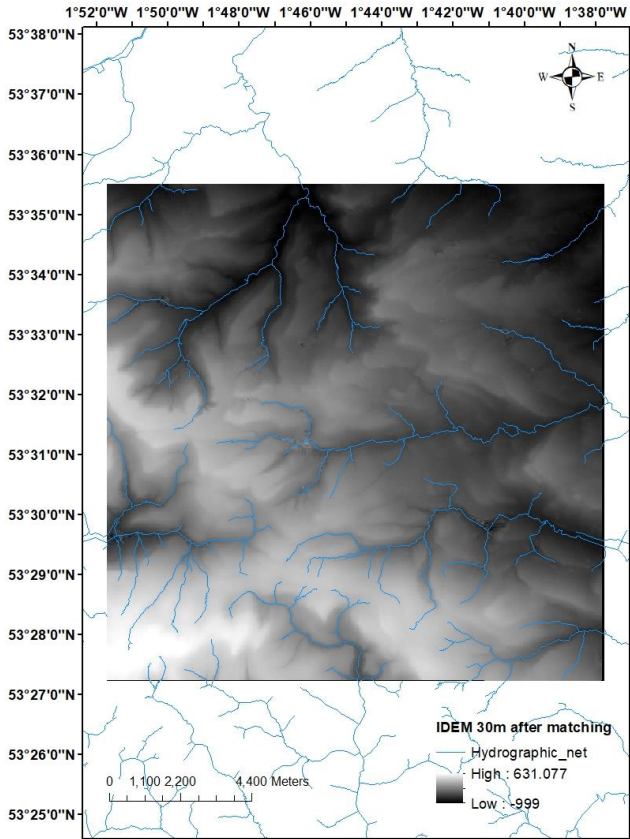 1°52'0"W 1°50'0"W 1°48'0"W 1°46'0"W 1°44'0"W 1°42'0"W 1°40'0"W 1°38'0"W
53°38'0"N
N
W E
S
53°37'0"N
53°36'0"N
53°35'0"N
53°34'0"N
53°33'0"N
53°32'0"N
53°31'0"N
53°30'0"N
53°29'0"N
53°28'0"N
53°27'0"N
IDEM 30m after matching
Hydrographic_net
High : 631.077
Low : -999
53°26'0"N
0 1,100 2,200 4,400 Meters
53°25'0"N